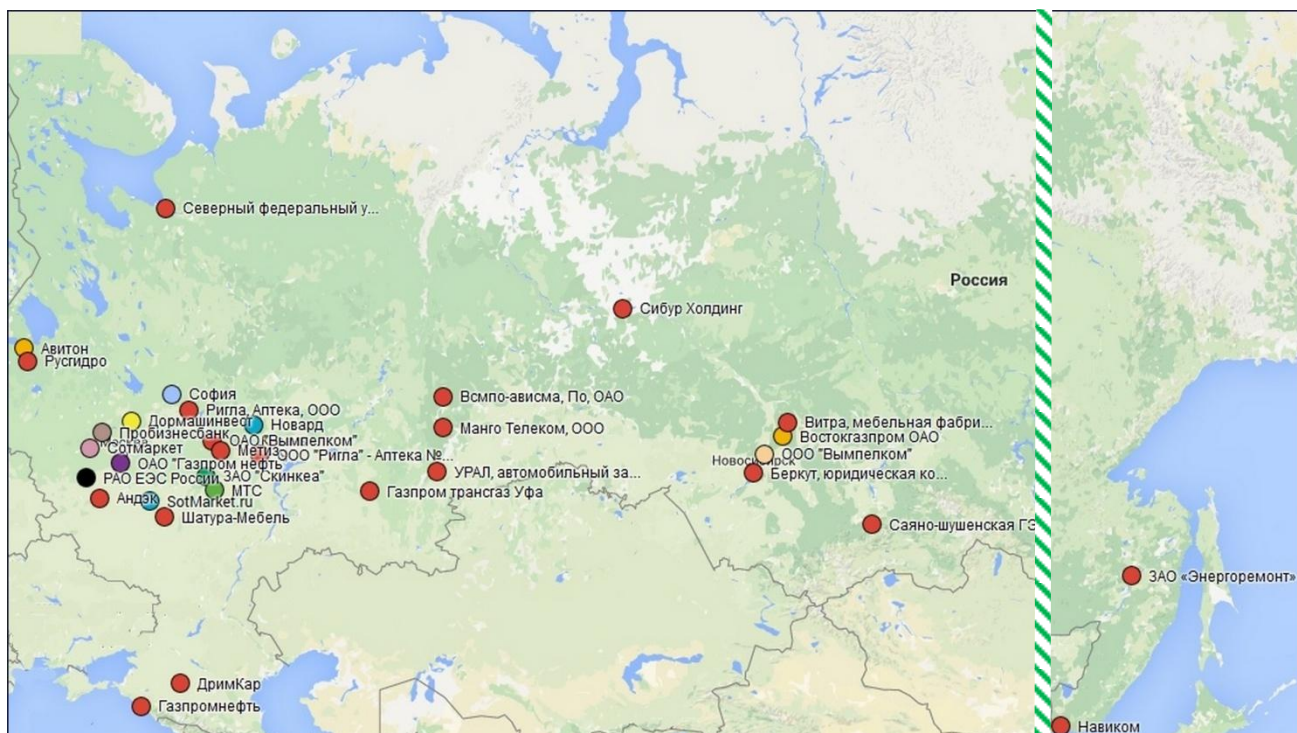 Северный федеральный у...
Россия
Сибур Холдинг
Авитон
Русгидро
София
Ригла, Аптека, ООО
Дормашинвест
Новард
Пробизнесбанк
ОАО "Вымпелком"
Сотмаркет
Метиз
ООО "Ригла" - Аптека №...
ОАО "Газпром нефть
ЗАО "Скинкеа"
РАО ЕЭС России
МТС
Андэк
SotMarket.ru
Шатура-Мебель
Всмпо-ависма, По, ОАО
Манго Телеком, ООО
УРАЛ, автомобильный за...
Газпром трансгаз Уфа
Витра, мебельная фабри...
Востокгазпром ОАО
ООО "Вымпелком"
Новосибирск
Беркут, юридическая ко...
Саяно-шушенская ГЭ
ЗАО «Энергоремонт»
ДримКар
Газпромнефть
Навиком